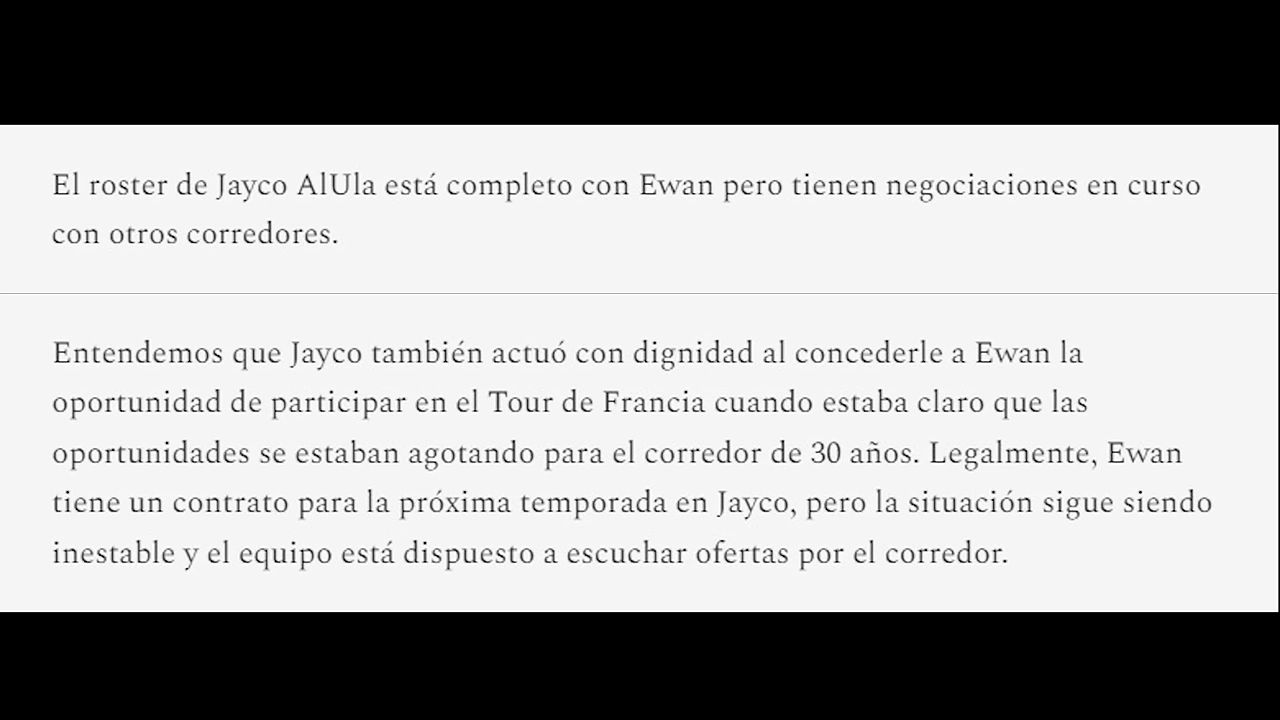 El roster de Jayco AlUla está completo con Ewan pero tienen negociaciones en curso
con otros corredores.
Entendemos que Jayco también actuó con dignidad al concederle a Ewan la
oportunidad de participar en el Tour de Francia cuando estaba claro que las
oportunidades se estaban agotando para el corredor de 30 años. Legalmente, Ewan
tiene un contrato para la próxima temporada en Jayco, pero la situación sigue siendo
inestable y el equipo está dispuesto a escuchar ofertas por el corredor.